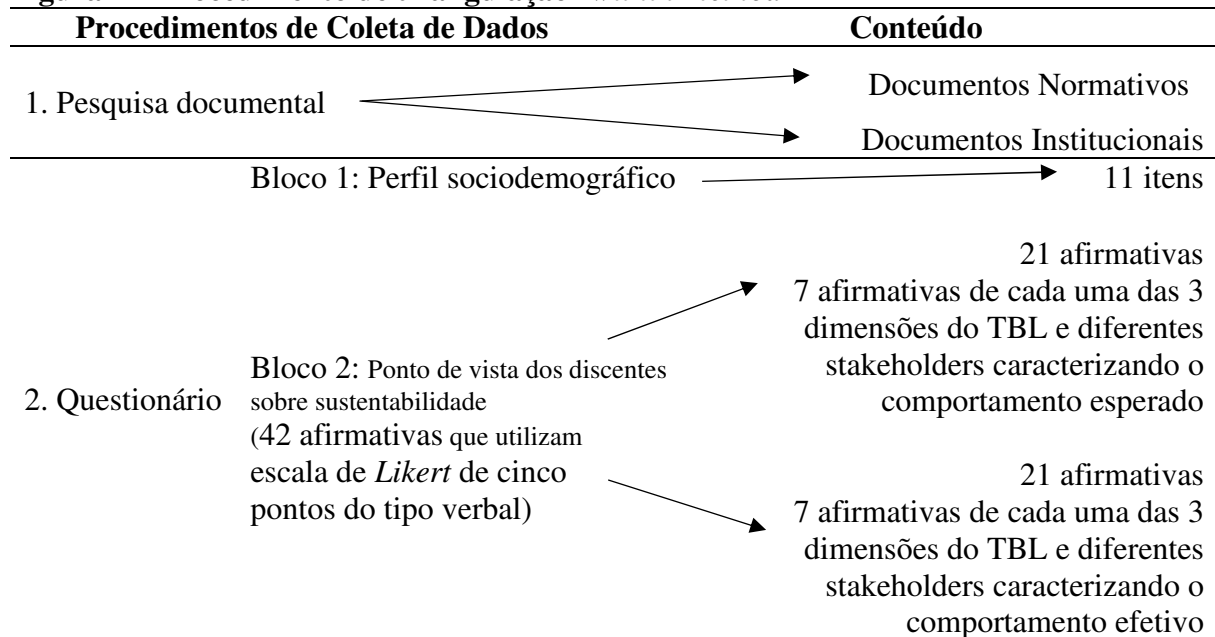 Procedimentos de Coleta de Dados Conteúdo
1. Pesquisa documental
Documentos Normativos
Documentos Institucionais
Bloco 1: Perfil sociodemográfico
11 itens
2. Questionário
Bloco 2: Ponto de vista dos discentes
sobre sustentabilidade
(42 afirmativas que utilizam
escala de Likert de cinco
pontos do tipo verbal)
21 afirmativas
7 afirmativas de cada uma das 3
dimensões do TBL e diferentes
stakeholders caracterizando o
comportamento esperado
21 afirmativas
7 afirmativas de cada uma das 3
dimensões do TBL e diferentes
stakeholders caracterizando o
comportamento efetivo